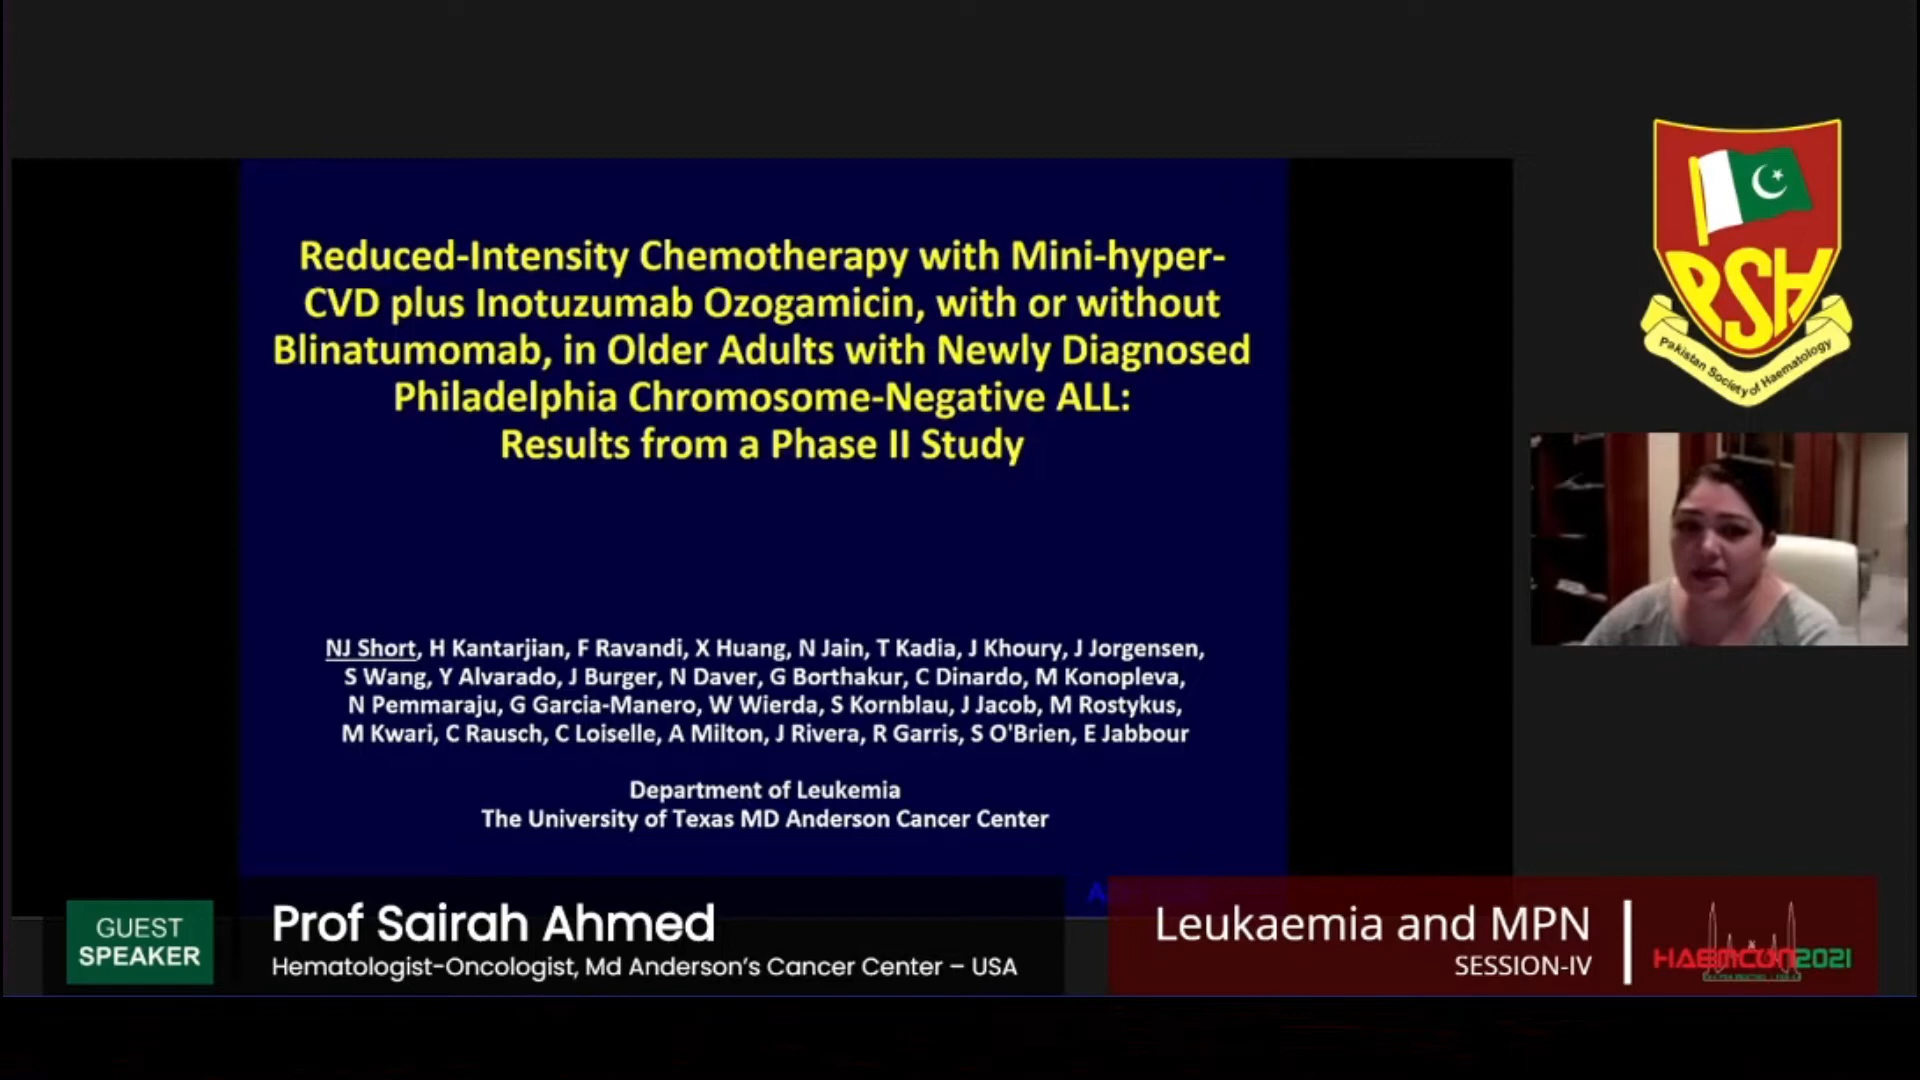 Reduced-Intensity Chemotherapy with Mini-hyper-
CVD plus Inotuzumab Ozogamicin, with or without
Blinatumomab, in Older Adults with Newly Diagnosed
Philadelphia Chromosome-Negative ALL:
Results from a Phase II Study
NJ Short, H Kantarjian, F Ravandi, X Huang, N Jain, T Kadia, J Khoury, J Jorgensen,
S Wang, Y Alvarado, J Burger, N Daver, G Borthakur, C Dinardo, M Konopleva,
N Pemmaraju, G Garcia-Manero, W Wierda, S Kornblau, J Jacob, M Rostykus,
M Kwari, C Rausch, C Loiselle, A Milton, J Rivera, R Garris, S O'Brien, E Jabbour
Department of Leukemia
The University of Texas MD Anderson Cancer Center
PSH
Pakistan Society of Haematology
GUEST
SPEAKER
Prof Sairah Ahmed
Hematologist-Oncologist, Md Anderson's Cancer Center – USA
Leukaemia and MPN
SESSION-IV
HAEMCON2021